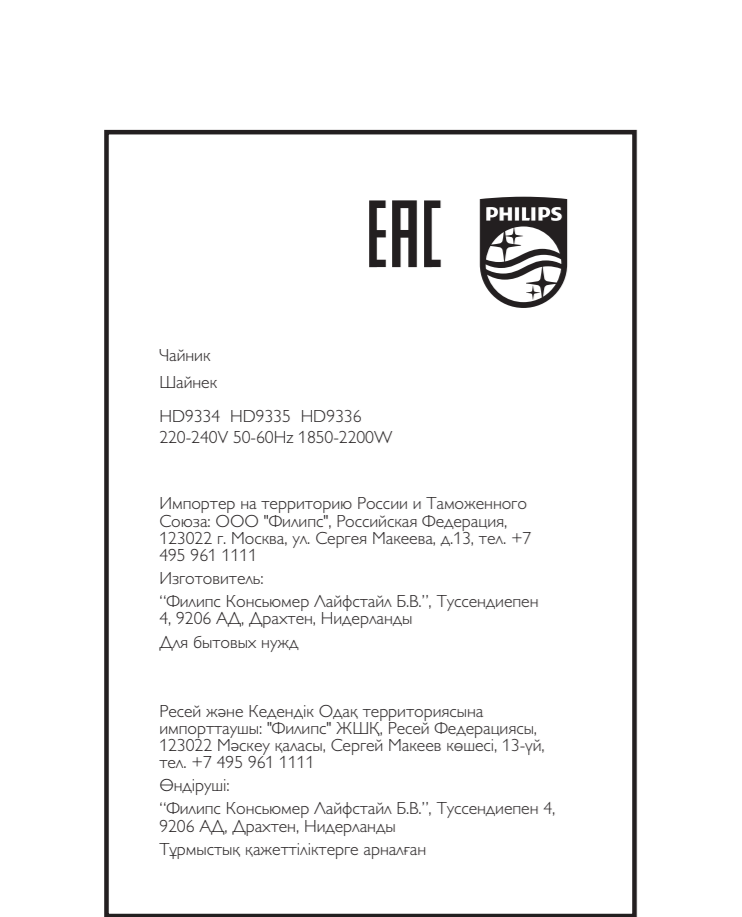 EAC
PHILIPS
Чайник
Шайнек
HD9334 HD9335 HD9336
220-240V 50-60Hz 1850-2200W
Импортер на территорию России и Таможенного
Союза: ООО "Филипс", Российская Федерация,
123022 г. Москва, ул. Сергея Макеева, д.13, тел. +7
495 961 1111
Изготовитель:
“Филипс Консьюмер Лайфстайл Б.В.”, Туссендиепен
4, 9206 АД, Драхтен, Нидерланды
Для бытовых нужд
Ресей және Кедендік Одақ территориясына
импорттаушы: "Филипс" ЖШҚ, Ресей Федерациясы,
123022 Мәскеу қаласы, Сергей Макеев көшесі, 13-үй,
тел. +7 495 961 1111
Өндіруші:
“Филипс Консьюмер Лайфстайл Б.В.”, Туссендиепен 4,
9206 АД, Драхтен, Нидерланды
Тұрмыстық қажеттіліктерге арналған